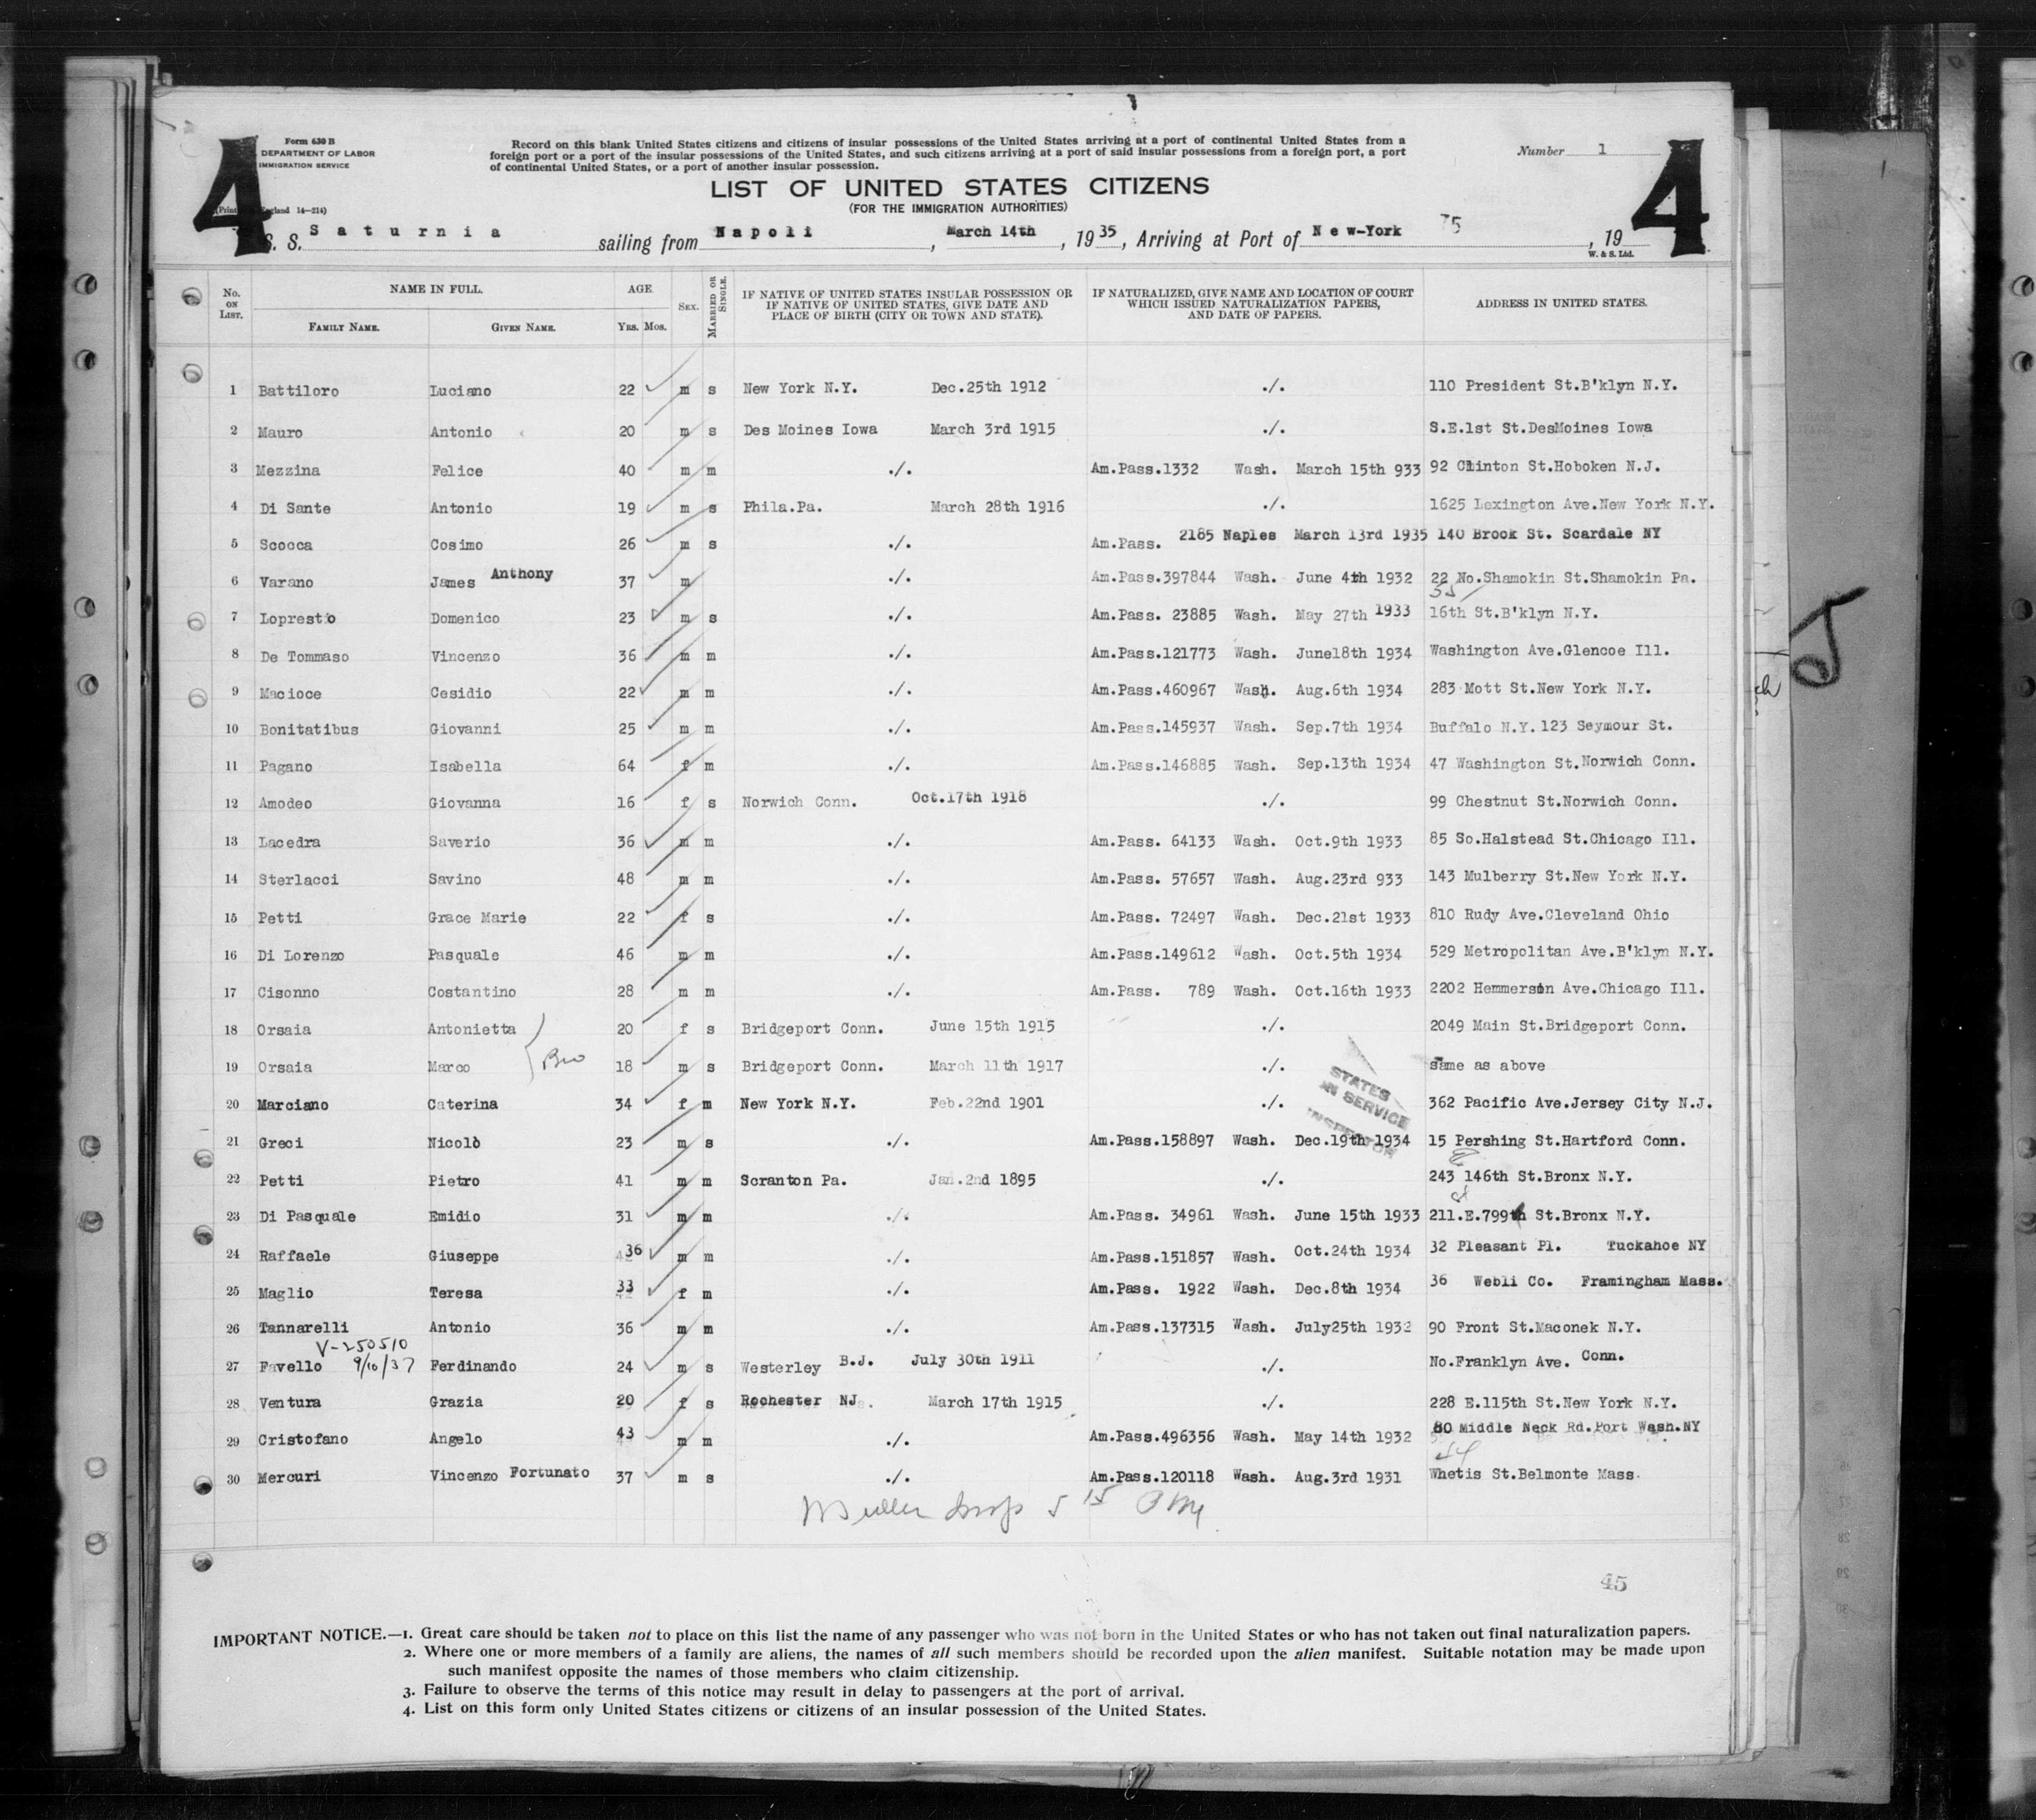 4 4
Form 630 B
DEPARTMENT OF LABOR
IMMIGRATION SERVICE
Record on this blank United States citizens and citizens of insular possessions of the United States arriving at a port of continental United States from a
foreign port or a port of the insular possessions of the United States, and such citizens arriving at a port of said insular possessions from a foreign port, a port
of continental United States, or a port of another insular possession.
Number 1
LIST OF UNITED STATES CITIZENS
(FOR THE IMMIGRATION AUTHORITIES)
S. S. Saturnia sailing from Napoli, March 14th, 1935, Arriving at Port of New-York, 19
W. & S. Ltd.
No. ON LIST. NAME IN FULL. FAMILY NAME. GIVEN NAME. AGE. YRS. MOS. SEX. MARRIED OR SINGLE. IF NATIVE OF UNITED STATES INSULAR POSSESSION OR IF NATIVE OF UNITED STATES, GIVE DATE AND PLACE OF BIRTH (CITY OR TOWN AND STATE). IF NATURALIZED, GIVE NAME AND LOCATION OF COURT WHICH ISSUED NATURALIZATION PAPERS, AND DATE OF PAPERS. ADDRESS IN UNITED STATES.
1 Battiloro Luciano 22 m s New York N.Y. Dec.25th 1912 ./. 110 President St.B'klyn N.Y.
2 Mauro Antonio 20 m s Des Moines Iowa March 3rd 1915 ./. S.E.1st St.DesMoines Iowa
3 Mezzina Felice 40 m m ./. Am.Pass.1332 Wash. March 15th 933 92 Clinton St.Hoboken N.J.
4 Di Sante Antonio 19 m s Phila.Pa. March 28th 1916 ./. 1625 Lexington Ave.New York N.Y.
5 Scocca Cosimo 26 m s ./. Am.Pass. 2185 Naples March 13rd 1935 140 Brook St. Scardale NY
6 Varano James Anthony 37 m ./. Am.Pass.397844 Wash. June 4th 1932 22 No.Shamokin St.Shamokin Pa.
7 Lopresto Domenico 23 m s ./. Am.Pass. 23885 Wash. May 27th 1933 16th St.B'klyn N.Y.
8 De Tommaso Vincenzo 36 m m ./. Am.Pass.121773 Wash. June18th 1934 Washington Ave.Glencoe Ill.
9 Macioce Cesidio 22 m m ./. Am.Pass.460967 Wash. Aug.6th 1934 283 Mott St.New York N.Y.
10 Bonitatibus Giovanni 25 m m ./. Am.Pass.145937 Wash. Sep.7th 1934 Buffalo N.Y.123 Seymour St.
11 Pagano Isabella 64 f m ./. Am.Pass.146885 Wash. Sep.13th 1934 47 Washington St.Norwich Conn.
12 Amodeo Giovanna 16 f s Norwich Conn. Oct.17th 1918 ./. 99 Chestnut St.Norwich Conn.
13 Lacedra Saverio 36 m m ./. Am.Pass. 64133 Wash. Oct.9th 1933 85 So.Halstead St.Chicago Ill.
14 Sterlacci Savino 48 m m ./. Am.Pass. 57657 Wash. Aug.23rd 933 143 Mulberry St.New York N.Y.
15 Petti Grace Marie 22 f s ./. Am.Pass. 72497 Wash. Dec.21st 1933 810 Rudy Ave.Cleveland Ohio
16 Di Lorenzo Pasquale 46 m m ./. Am.Pass.149612 Wash. Oct.5th 1934 529 Metropolitan Ave.B'klyn N.Y.
17 Cisonno Costantino 28 m m ./. Am.Pass. 789 Wash. Oct.16th 1933 2202 Hemmerson Ave.Chicago Ill.
18 Orsaia Antonietta 20 f s Bridgeport Conn. June 15th 1915 ./. 2049 Main St.Bridgeport Conn.
19 Orsaia Marco 18 m s Bridgeport Conn. March 11th 1917 ./. same as above
20 Marciano Caterina 34 f m New York N.Y. Feb.22nd 1901 ./. 362 Pacific Ave.Jersey City N.J.
STATES
INSPECTOR
21 Greci Nicolò 23 m s ./. Am.Pass.158897 Wash. Dec.19th 1934 15 Pershing St.Hartford Conn.
22 Petti Pietro 41 m m Scranton Pa. Jan.2nd 1895 ./. 243 146th St.Bronx N.Y.
23 Di Pasquale Emidio 31 m m ./. Am.Pass. 34961 Wash. June 15th 1933 211.E.799th St.Bronx N.Y.
24 Raffaele Giuseppe 36 m m ./. Am.Pass.151857 Wash. Oct.24th 1934 32 Pleasant Pl. Tuckahoe NY
25 Maglio Teresa 33 f m ./. Am.Pass. 1922 Wash. Dec.8th 1934 36 Webli Co. Framingham Mass.
26 Tannarelli Antonio 36 m m ./. Am.Pass.137315 Wash. July25th 1932 90 Front St.Maconek N.Y.
V-250510
9/10/37
27 Favello Ferdinando 24 m s Westerley B.J. July 30th 1911 ./. No.Franklyn Ave. Conn.
28 Ventura Grazia 20 f s Rochester NJ. March 17th 1915 ./. 228 E.115th St.New York N.Y.
29 Cristofano Angelo 43 m m ./. Am.Pass.496356 Wash. May 14th 1932 80 Middle Neck Rd.Port Wash.NY
30 Mercuri Vincenzo Fortunato 37 m s ./. Am.Pass.120118 Wash. Aug.3rd 1931 Whetis St.Belmonte Mass.
45
IMPORTANT NOTICE.—1. Great care should be taken not to place on this list the name of any passenger who was not born in the United States or who has not taken out final naturalization papers.
2. Where one or more members of a family are aliens, the names of all such members should be recorded upon the alien manifest. Suitable notation may be made upon
such manifest opposite the names of those members who claim citizenship.
3. Failure to observe the terms of this notice may result in delay to passengers at the port of arrival.
4. List on this form only United States citizens or citizens of an insular possession of the United States.